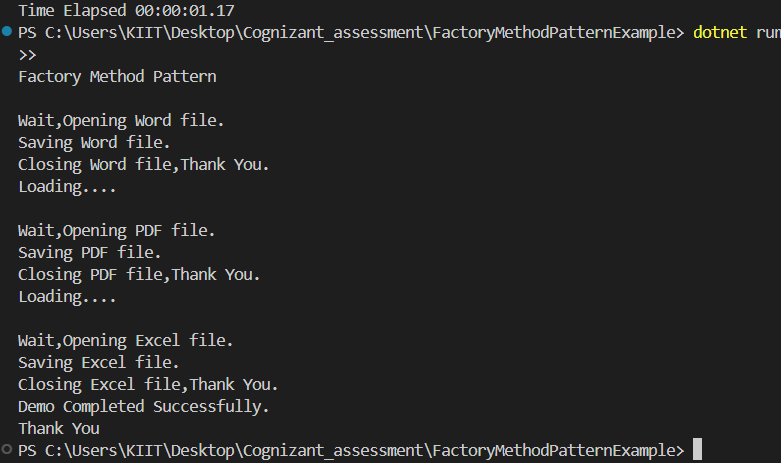 Time Elapsed 00:00:01.17
PS C:\Users\KIIT\Desktop\Cognizant_assessment\FactoryMethodPatternExample> dotnet run
>>
Factory Method Pattern
Wait,Opening Word file.
Saving Word file.
Closing Word file,Thank You.
Loading....
Wait,Opening PDF file.
Saving PDF file.
Closing PDF file,Thank You.
Loading....
Wait,Opening Excel file.
Saving Excel file.
Closing Excel file,Thank You.
Demo Completed Successfully.
Thank You
PS C:\Users\KIIT\Desktop\Cognizant_assessment\FactoryMethodPatternExample>